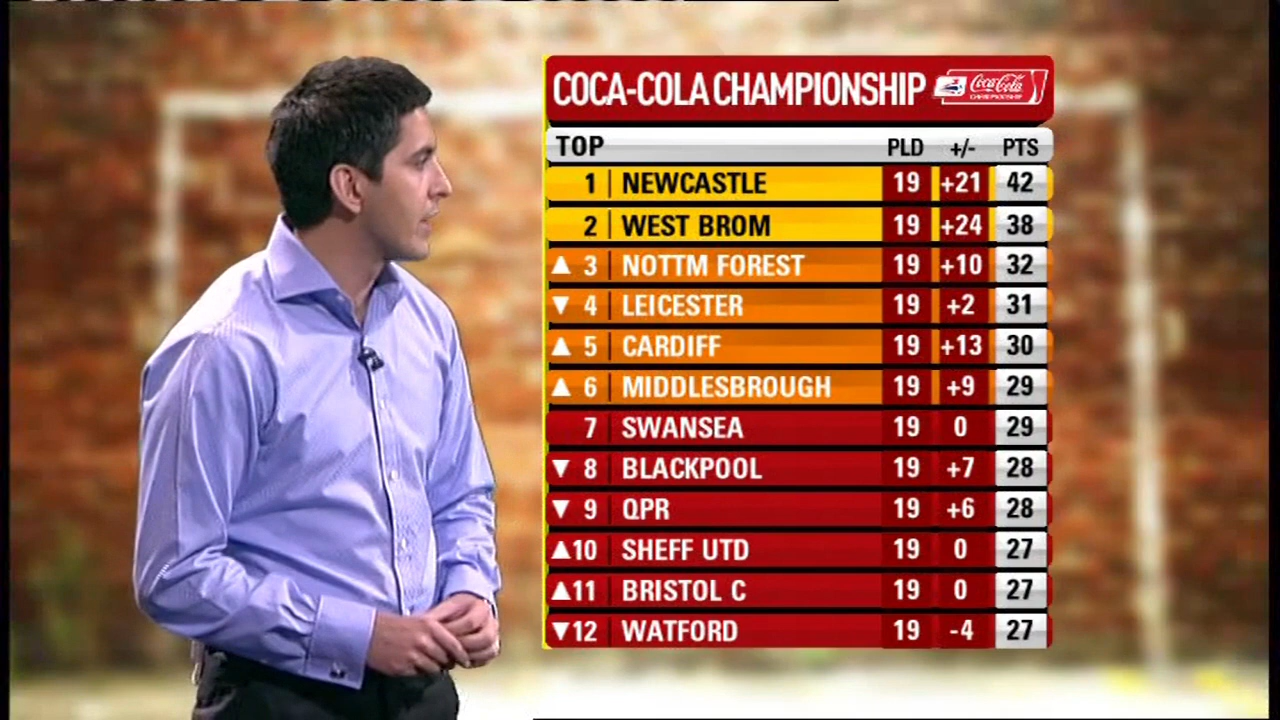 COCA-COLA CHAMPIONSHIP Coca-Cola CHAMPIONSHIP
TOP PLD +/- PTS
1 NEWCASTLE 19 +21 42
2 WEST BROM 19 +24 38
▲ 3 NOTTM FOREST 19 +10 32
▼ 4 LEICESTER 19 +2 31
▲ 5 CARDIFF 19 +13 30
▲ 6 MIDDLESBROUGH 19 +9 29
7 SWANSEA 19 0 29
▼ 8 BLACKPOOL 19 +7 28
▼ 9 QPR 19 +6 28
▲10 SHEFF UTD 19 0 27
▲11 BRISTOL C 19 0 27
▼12 WATFORD 19 -4 27